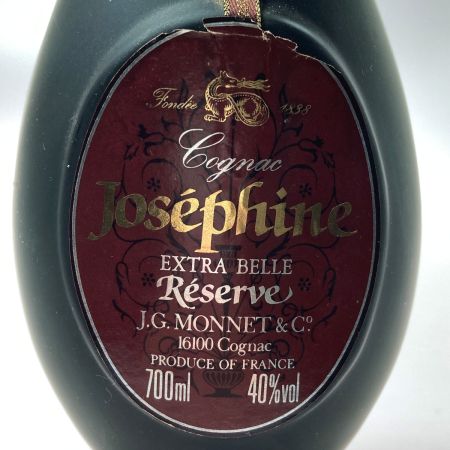 Fondée 1838
Cognac
Joséphine
EXTRA BELLE
Réserve
J.G. MONNET & Cº
16100 Cognac
PRODUCE OF FRANCE
700ml 40%vol